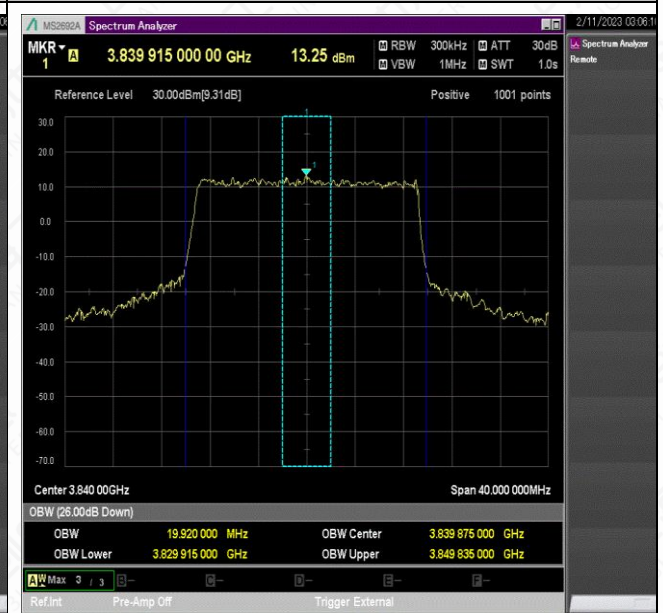 MS2692A Spectrum Analyzer
2/11/2023 03:06:1
MKR 1 A 3.839 915 000 00 GHz 13.25 dBm M RBW 300kHz M ATT 30dB
M VBW 1MHz M SWT 1.0s
Spectrum Analyzer
Remote
Reference Level 30.00dBm[9.31dB] Positive 1001 points
1
30.0
20.0
1
10.0
0.0
-10.0
-20.0
-30.0
-40.0
-50.0
-60.0
-70.0
Center 3.840 00GHz Span 40.000 000MHz
OBW (26.00dB Down)
OBW 19.920 000 MHz OBW Center 3.839 875 000 GHz
OBW Lower 3.829 915 000 GHz OBW Upper 3.849 835 000 GHz
A W Max 3 / 3 B- C- D- E- F-
Ref.Int Pre-Amp Off Trigger External